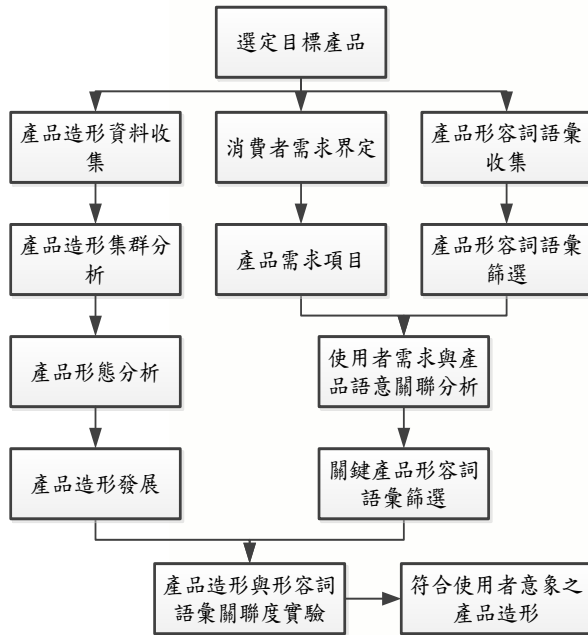 選定目標產品
產品造形資料收
集
消費者需求界定
產品形容詞語彙
收集
產品造形集群分
析
產品需求項目
產品形容詞語彙
篩選
產品形態分析
使用者需求與產
品語意關聯分析
產品造形發展
關鍵產品形容詞
語彙篩選
產品造形與形容詞
語彙關聯度實驗
符合使用者意象之
產品造形